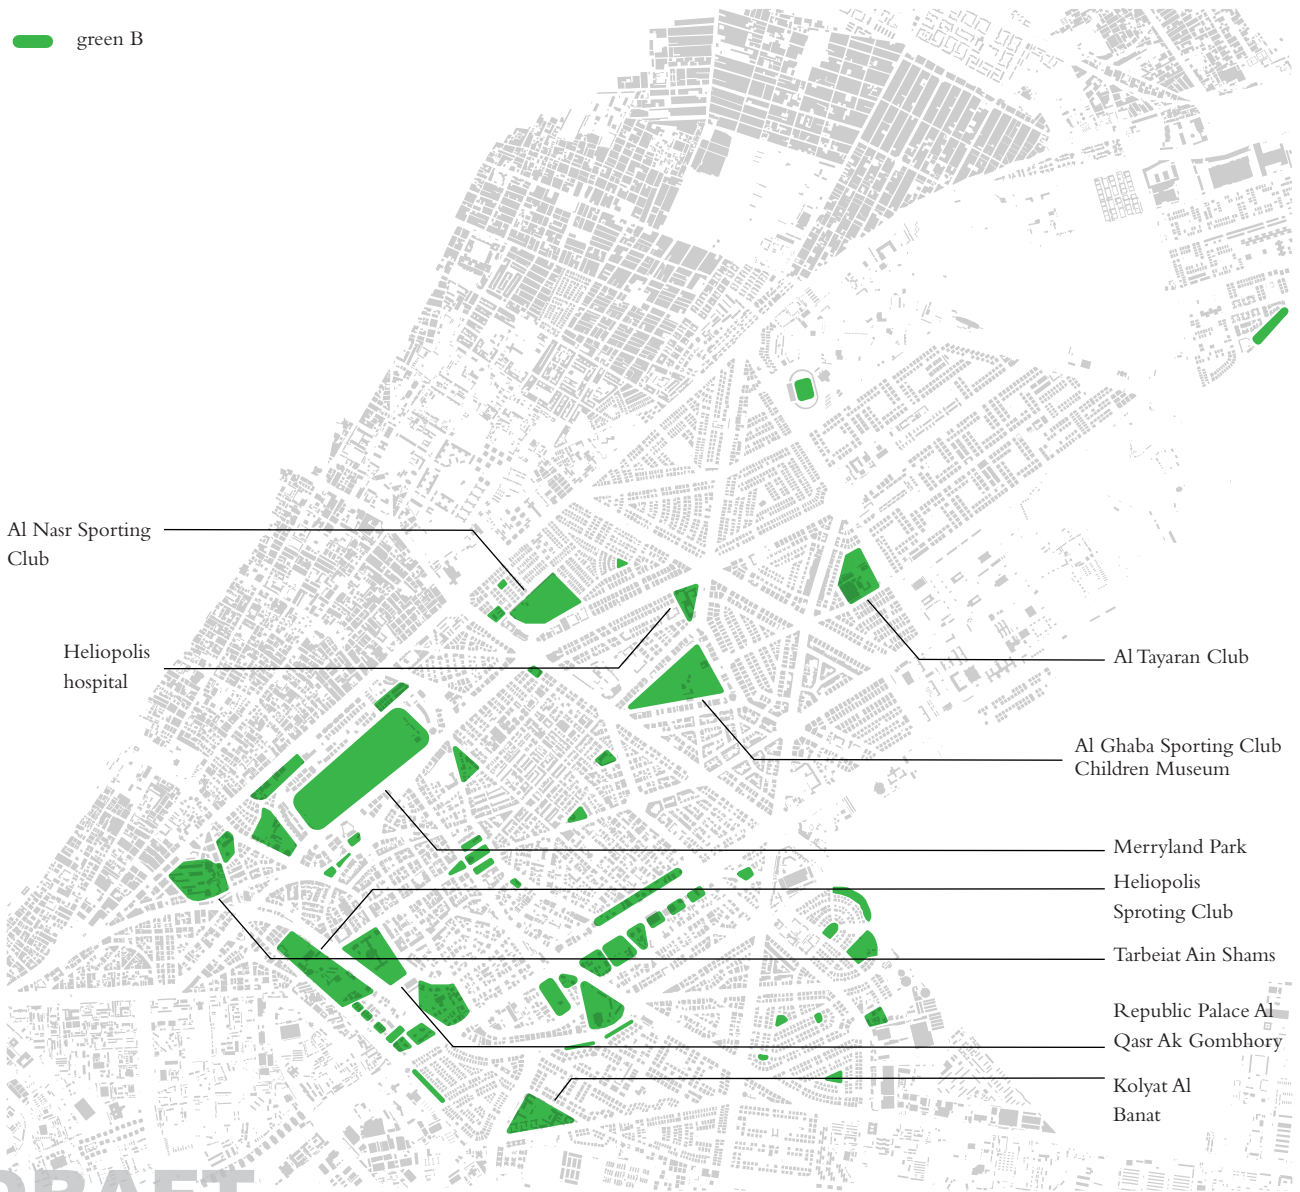 green B
Al Nasr Sporting
Club
Heliopolis
hospital
Al Tayaran Club
Al Ghaba Sporting Club
Children Museum
Merryland Park
Heliopolis
Sproting Club
Tarbeiat Ain Shams
Republic Palace Al
Qasr Ak Gombhory
Kolyat Al
Banat
DRAFT